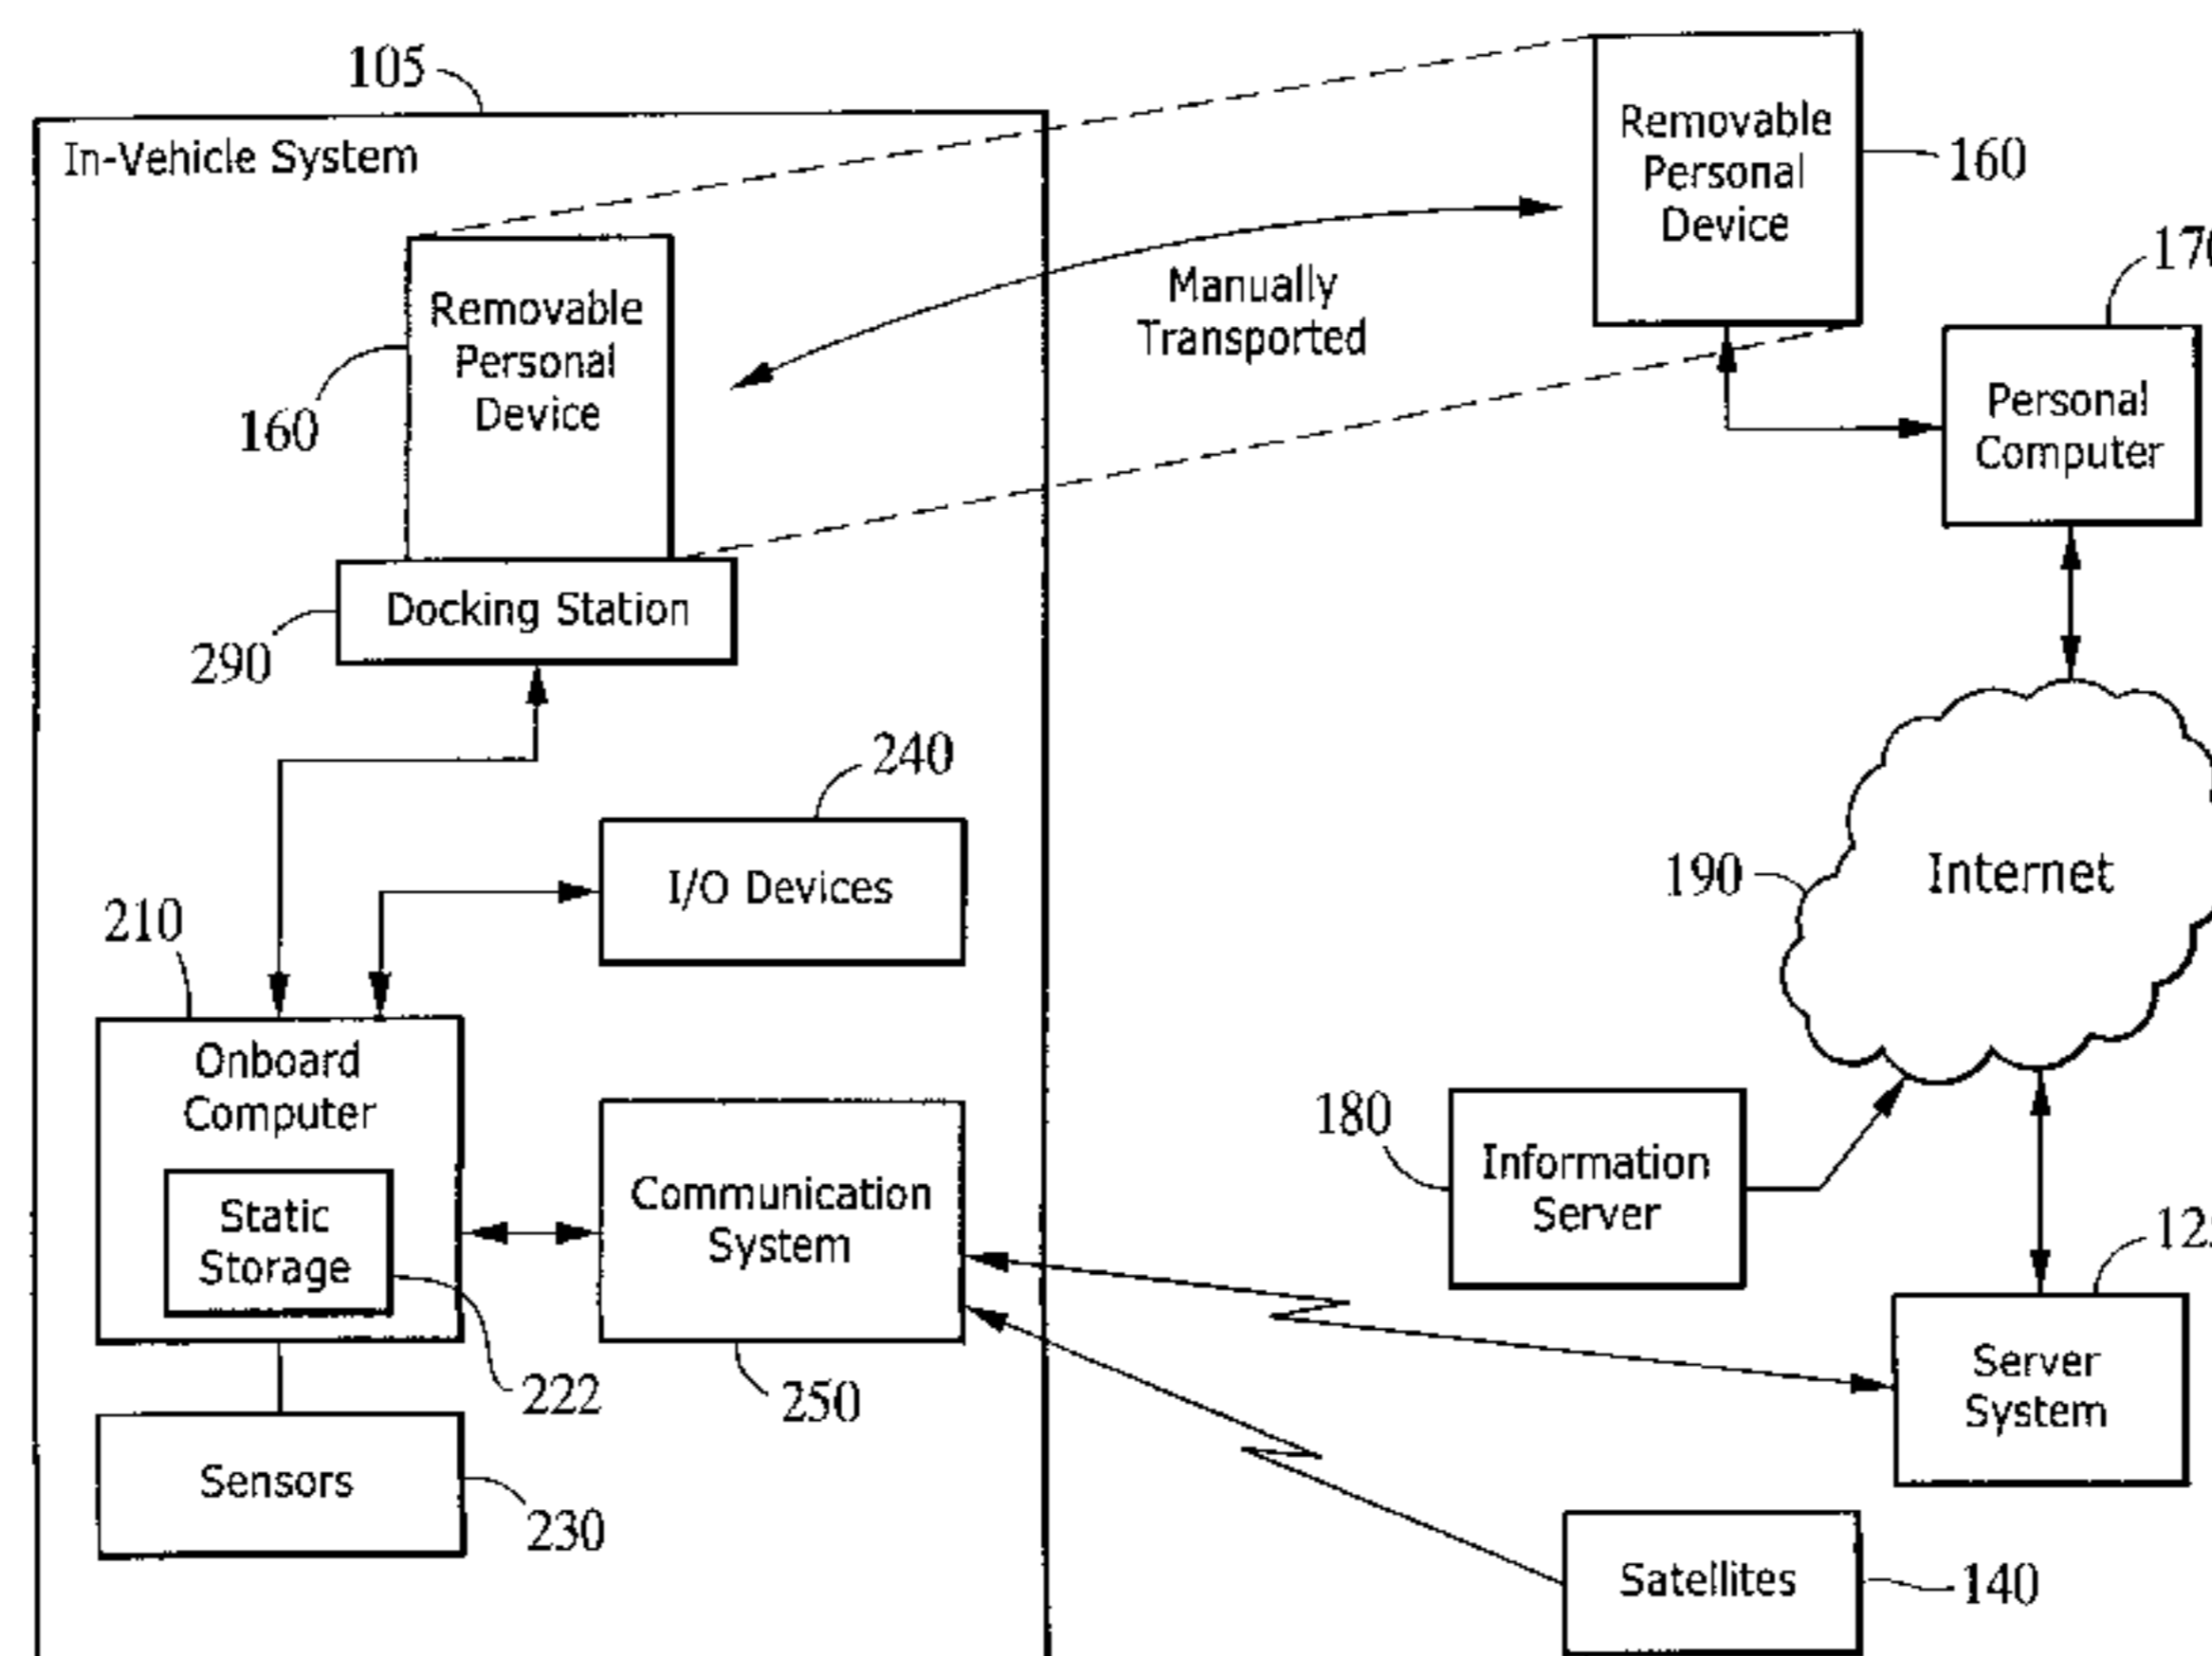 105
In-Vehicle System
Removable
Personal
Device
160
Manually
Transported
Removable
Personal
Device
160
Personal
Computer
Docking Station
290
240
I/O Devices
190
Internet
210
Onboard
Computer
Static
Storage
222
Communication
System
250
180
Information
Server
Server
System
Sensors
230
Satellites
140